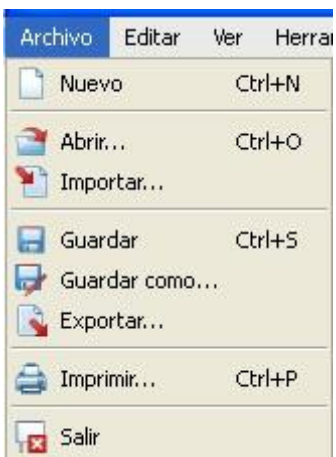 Archivo Editar Ver
Nuevo Ctrl+N
Abrir... Ctrl+O
Importar...
Guardar Ctrl+S
Guardar como...
Exportar...
Imprimir... Ctrl+P
Salir